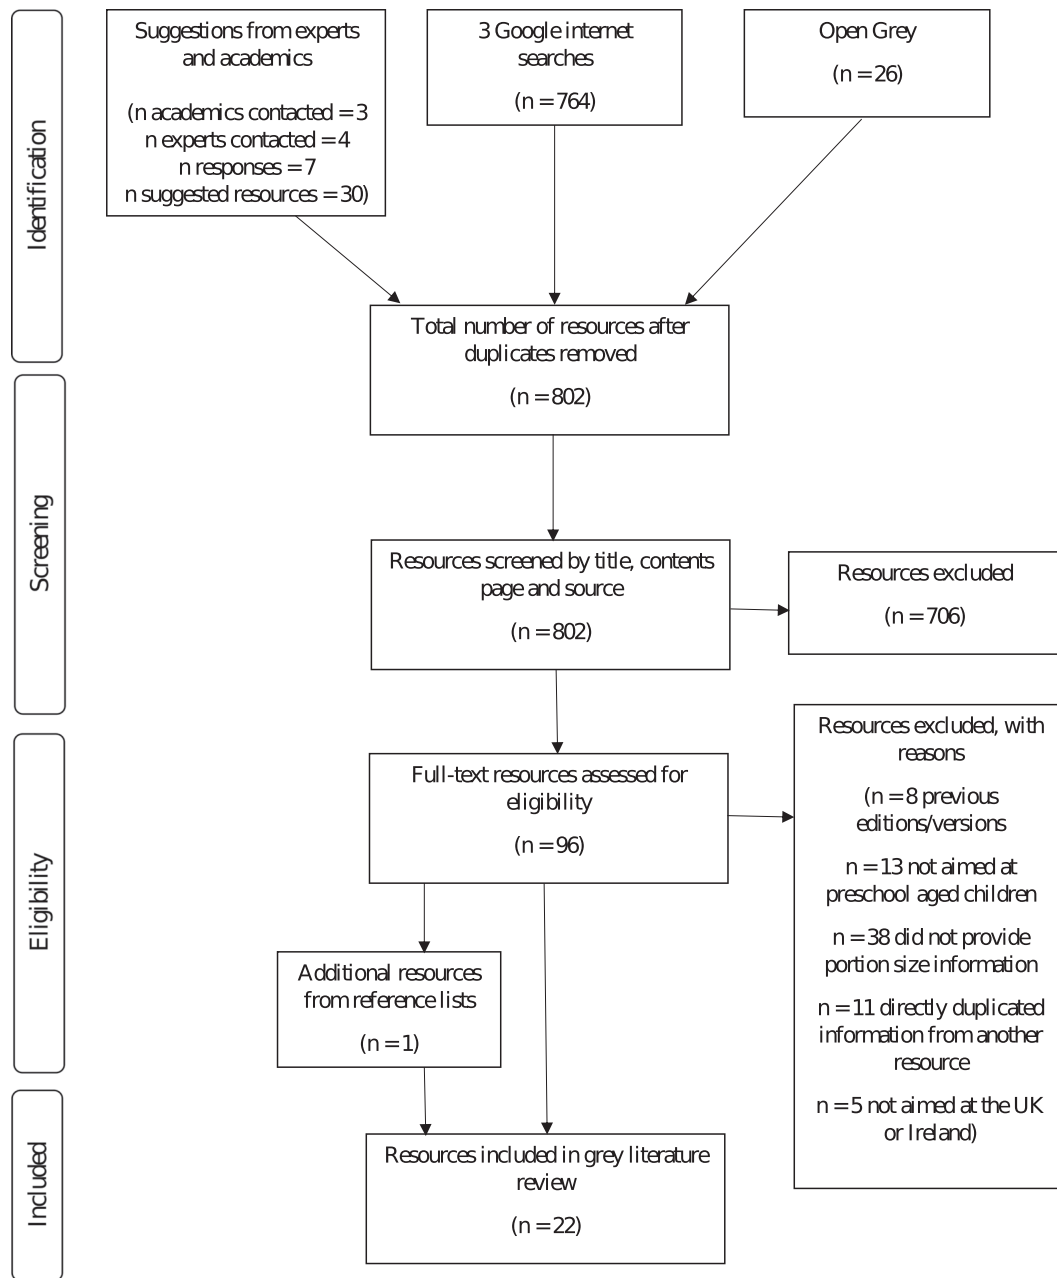 Identification
Suggestions from experts
and academics
(n academics contacted = 3
n experts contacted = 4
n responses = 7
n suggested resources = 30)
3 Google internet
searches
(n = 764)
Open Grey
(n = 26)
Total number of resources after
duplicates removed
(n = 802)
Screening
Resources screened by title, contents
page and source
(n = 802)
Resources excluded
(n = 706)
Eligibility
Full-text resources assessed for
eligibility
(n = 96)
Resources excluded, with
reasons
(n = 8 previous
editions/versions
n = 13 not aimed at
preschool aged children
n = 38 did not provide
portion size information
n = 11 directly duplicated
information from another
resource
n = 5 not aimed at the UK
or Ireland)
Additional resources
from reference lists
(n = 1)
Included
Resources included in grey literature
review
(n = 22)